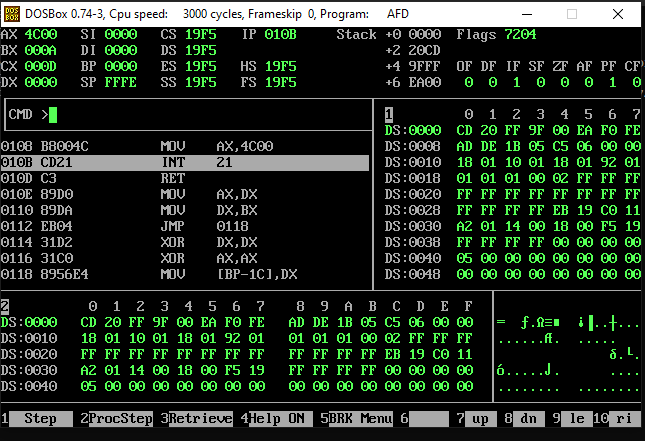 DOSBox 0.74-3, Cpu speed: 3000 cycles, Frameskip 0, Program: AFD
AX 4C00 SI 0000 CS 19F5 IP 010B Stack +0 0000 Flags 7204
BX 000A DI 0000 DS 19F5 +2 20CD
CX 000D BP 0000 ES 19F5 HS 19F5 +4 9FFF OF DF IF SF ZF AF PF CF
DX 0000 SP FFFE SS 19F5 FS 19F5 +6 EA00 0 0 1 0 0 0 1 0
CMD >
1 0 1 2 3 4 5 6 7
DS:0000 CD 20 FF 9F 00 EA F0 FE
DS:0008 AD DE 1B 05 C5 06 00 00
DS:0010 18 01 10 01 18 01 92 01
DS:0018 01 01 01 00 02 FF FF FF
DS:0020 FF FF FF FF FF FF FF FF
DS:0028 FF FF FF FF EB 19 C0 11
DS:0030 A2 01 14 00 18 00 F5 19
DS:0038 FF FF FF FF 00 00 00 00
DS:0040 05 00 00 00 00 00 00 00
DS:0048 00 00 00 00 00 00 00 00
0108 B8004C MOV AX,4C00
010B CD21 INT 21
010D C3 RET
010E 89D0 MOV AX,DX
0110 89DA MOV DX,BX
0112 EB04 JMP 0118
0114 31D2 XOR DX,DX
0116 31C0 XOR AX,AX
0118 8956E4 MOV [BP-1C],DX
2 0 1 2 3 4 5 6 7 8 9 A B C D E F
DS:0000 CD 20 FF 9F 00 EA F0 FE AD DE 1B 05 C5 06 00 00 ═ ƒ.Ω≡■ ¡▐..┼...
DS:0010 18 01 10 01 18 01 92 01 01 01 01 00 02 FF FF FF ......Æ. .....
DS:0020 FF FF FF FF FF FF FF FF FF FF FF FF EB 19 C0 11 δ.└.
DS:0030 A2 01 14 00 18 00 F5 19 FF FF FF FF 00 00 00 00 ó.....⌡. ....
DS:0040 05 00 00 00 00 00 00 00 00 00 00 00 00 00 00 00 ........ ........
1 Step 2 ProcStep 3 Retrieve 4 Help ON 5 BRK Menu 6 7 up 8 dn 9 le 10 ri